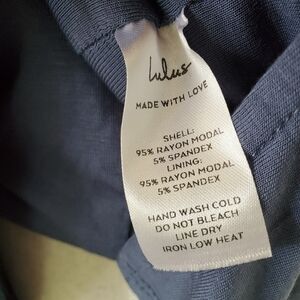 lulus
MADE WITH LOVE
SHELL:
95% RAYON MODAL
5% SPANDEX
LINING:
95% RAYON MODAL
5% SPANDEX
HAND WASH COLD
DO NOT BLEACH
LINE DRY
IRON LOW HEAT